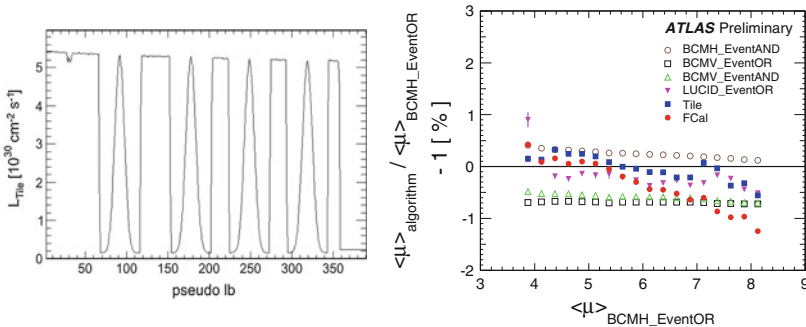 L_Tile [10^30 cm^-2 s^-1]
5
4
3
2
1
0
50 100 150 200 250 300 350
pseudo lb
<μ>_algorithm / <μ>_BCMH_EventOR - 1 [ % ]
3
2
1
0
-1
-2
ATLAS Preliminary
BCMH_EventAND
BCMV_EventOR
BCMV_EventAND
LUCID_EventOR
Tile
FCal
3 4 5 6 7 8 9
<μ>_BCMH_EventOR